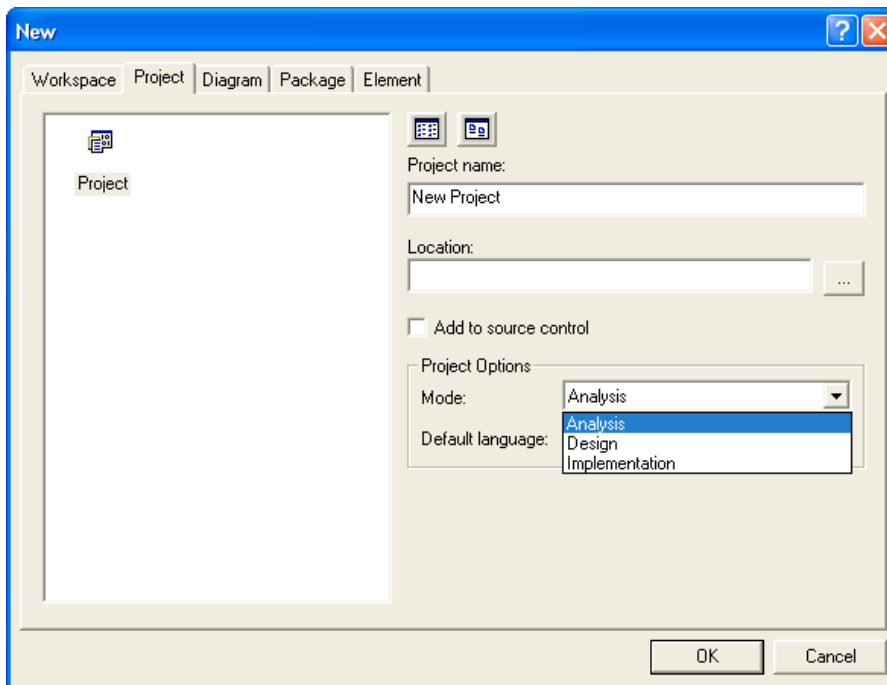 New
Workspace Project Diagram Package Element
Project
Project name:
New Project
Location:
...
Add to source control
Project Options
Mode: Analysis
Analysis
Default language: Design
Implementation
OK Cancel